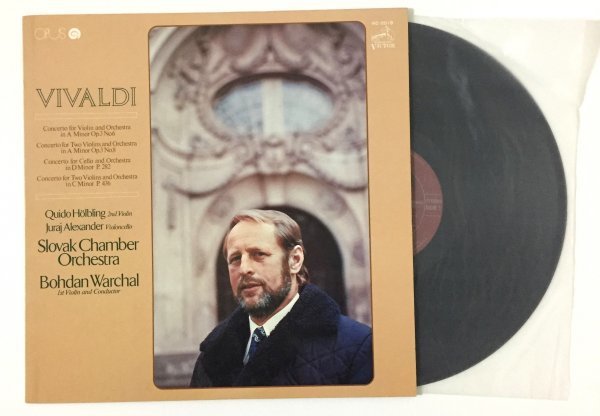 OPUS
VIVALDI
Concerto for Violin and Orchestra
in A Minor Op.3 No.6
Concerto for Two Violins and Orchestra
in A Minor Op.3 No.8
Concerto for Cello and Orchestra
in D Minor P. 282
Concerto for Two Violins and Orchestra
in C Minor P. 436
Quido Hölbling 2nd Violin
Juraj Alexander Violoncello
Slovak Chamber
Orchestra
Bohdan Warchal
1st Violin and Conductor
VICTOR